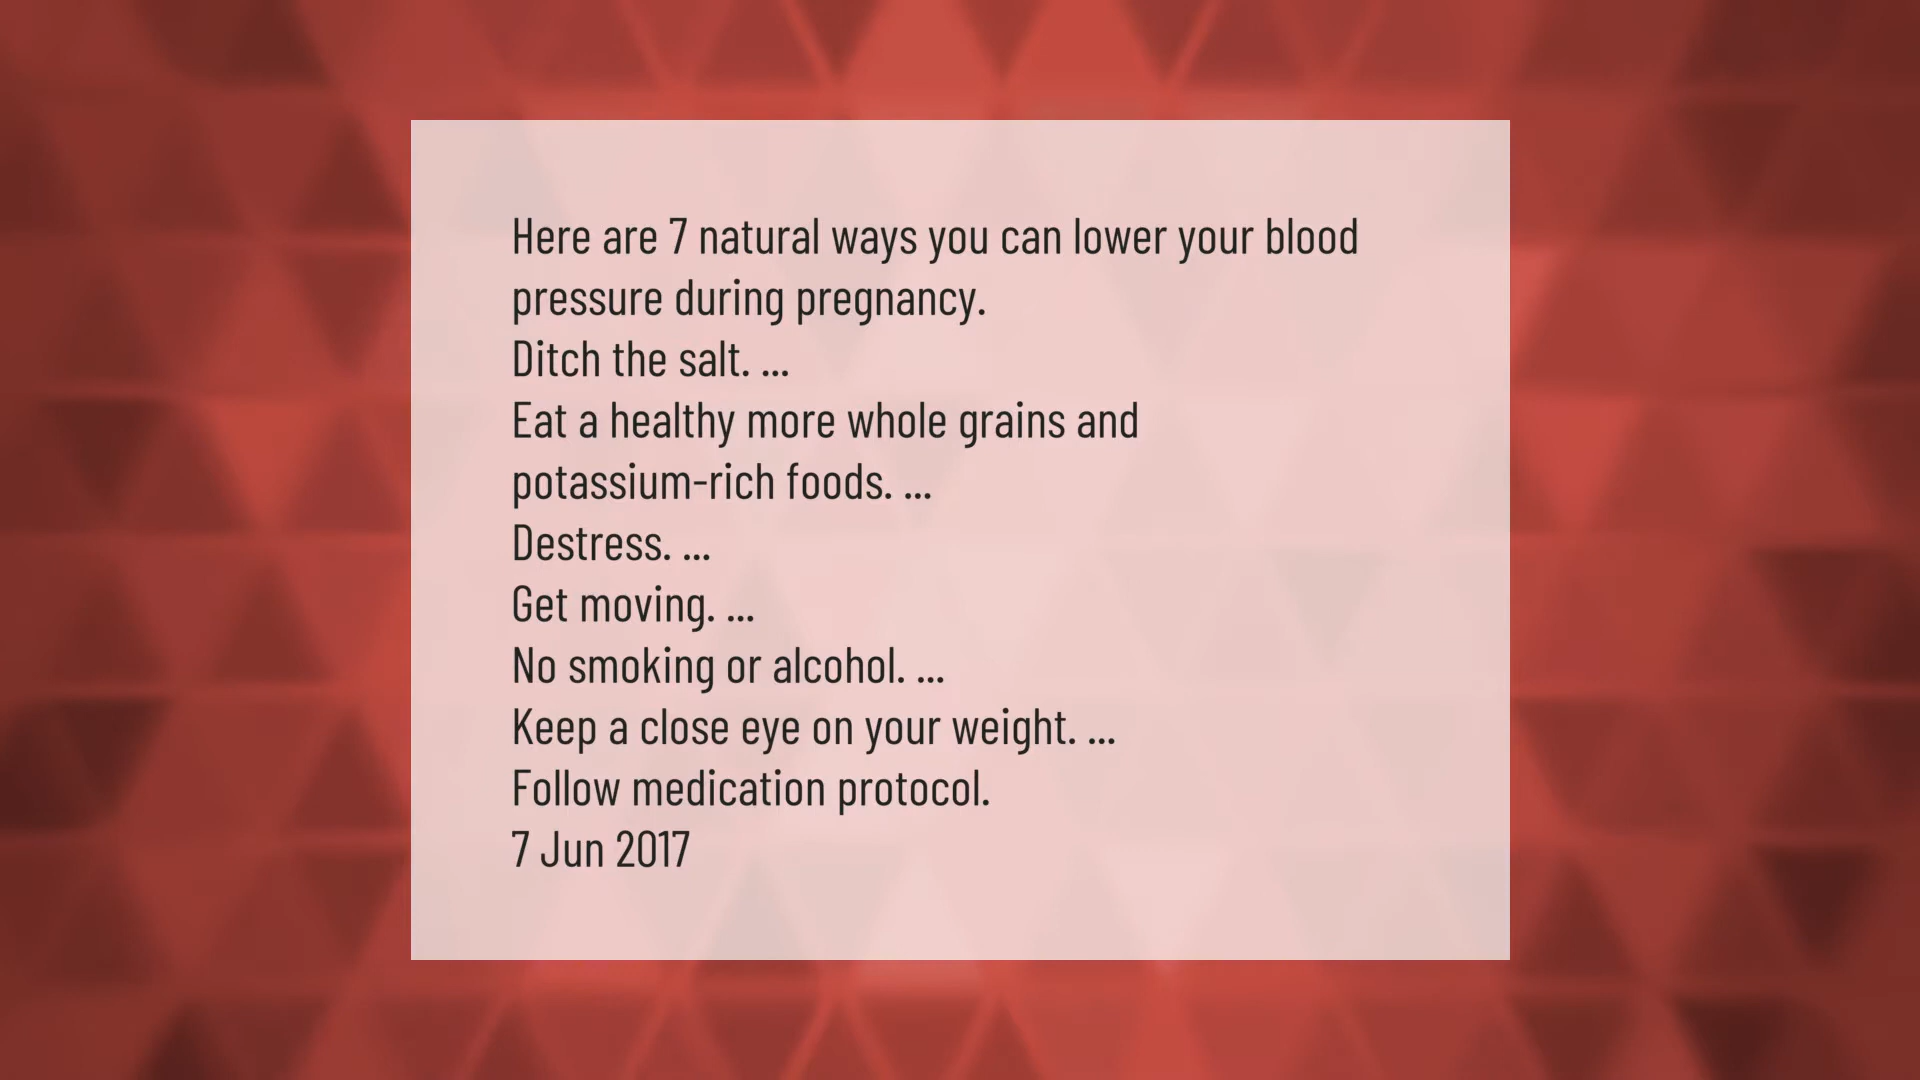 Here are 7 natural ways you can lower your blood
pressure during pregnancy.
Ditch the salt. ...
Eat a healthy more whole grains and
potassium-rich foods. ...
Destress. ...
Get moving. ...
No smoking or alcohol. ...
Keep a close eye on your weight. ...
Follow medication protocol.
7 Jun 2017